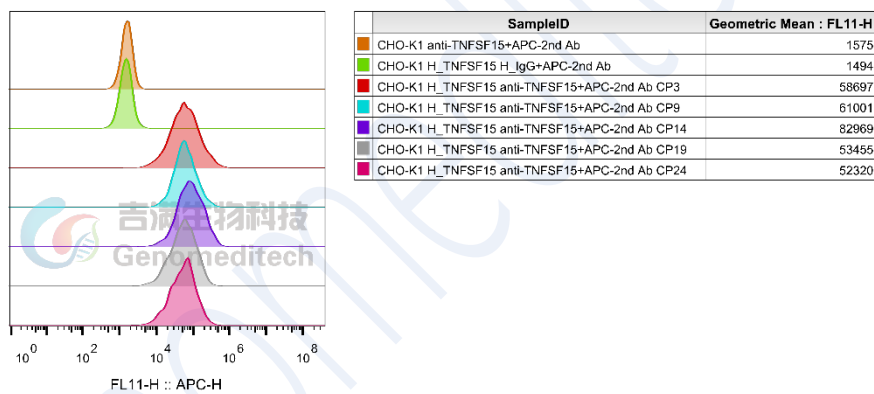 SampleID Geometric Mean : FL11-H
CHO-K1 anti-TNFSF15+APC-2nd Ab 1575
CHO-K1 H_TNFSF15 H_IgG+APC-2nd Ab 1494
CHO-K1 H_TNFSF15 anti-TNFSF15+APC-2nd Ab CP3 58697
CHO-K1 H_TNFSF15 anti-TNFSF15+APC-2nd Ab CP9 61001
CHO-K1 H_TNFSF15 anti-TNFSF15+APC-2nd Ab CP14 82969
CHO-K1 H_TNFSF15 anti-TNFSF15+APC-2nd Ab CP19 53455
CHO-K1 H_TNFSF15 anti-TNFSF15+APC-2nd Ab CP24 52320
吉满生物科技
Genomeditech
10^0 10^2 10^4 10^6 10^8
FL11-H :: APC-H